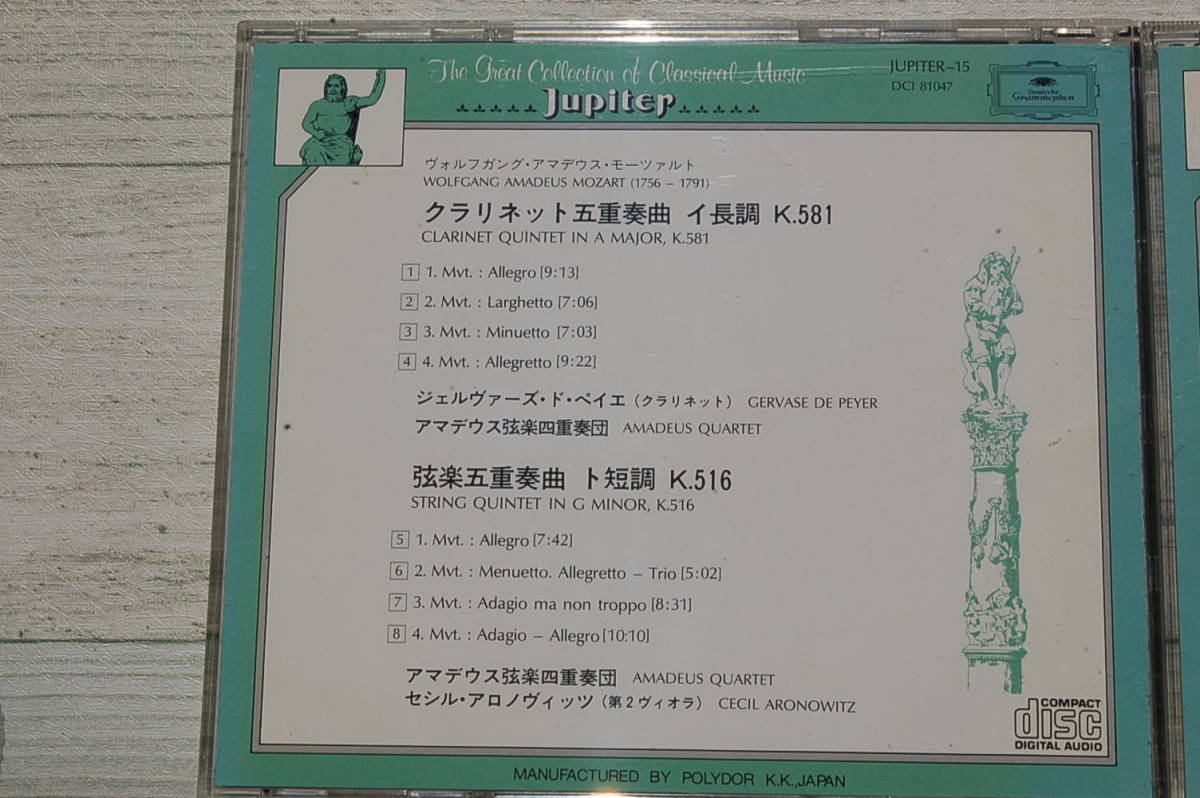 The Great Collection of Classical Music
Jupiter
JUPITER-15
DCI 81047
Deutsche
Grammophon
ヴォルフガング・アマデウス・モーツァルト
WOLFGANG AMADEUS MOZART (1756 – 1791)
クラリネット五重奏曲 イ長調 K.581
CLARINET QUINTET IN A MAJOR, K.581
1 1. Mvt. : Allegro [9:13]
2 2. Mvt. : Larghetto [7:06]
3 3. Mvt. : Minuetto [7:03]
4 4. Mvt. : Allegretto [9:22]
ジェルヴァーズ・ド・ペイエ（クラリネット） GERVASE DE PEYER
アマデウス弦楽四重奏団 AMADEUS QUARTET
弦楽五重奏曲 ト短調 K.516
STRING QUINTET IN G MINOR, K.516
5 1. Mvt. : Allegro [7:42]
6 2. Mvt. : Menuetto. Allegretto – Trio [5:02]
7 3. Mvt. : Adagio ma non troppo [8:31]
8 4. Mvt. : Adagio – Allegro [10:10]
アマデウス弦楽四重奏団 AMADEUS QUARTET
セシル・アロノヴィッツ（第2ヴィオラ） CECIL ARONOWITZ
COMPACT
disc
DIGITAL AUDIO
MANUFACTURED BY POLYDOR K.K.,JAPAN